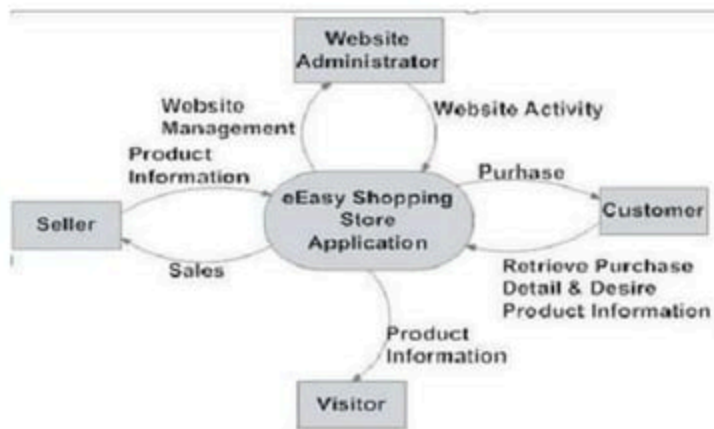 Website
Administrator
Website
Management
Website Activity
Product
Information
Purhase
eEasy Shopping
Store
Application
Seller
Customer
Sales
Retrieve Purchase
Detail & Desire
Product Information
Product
Information
Visitor